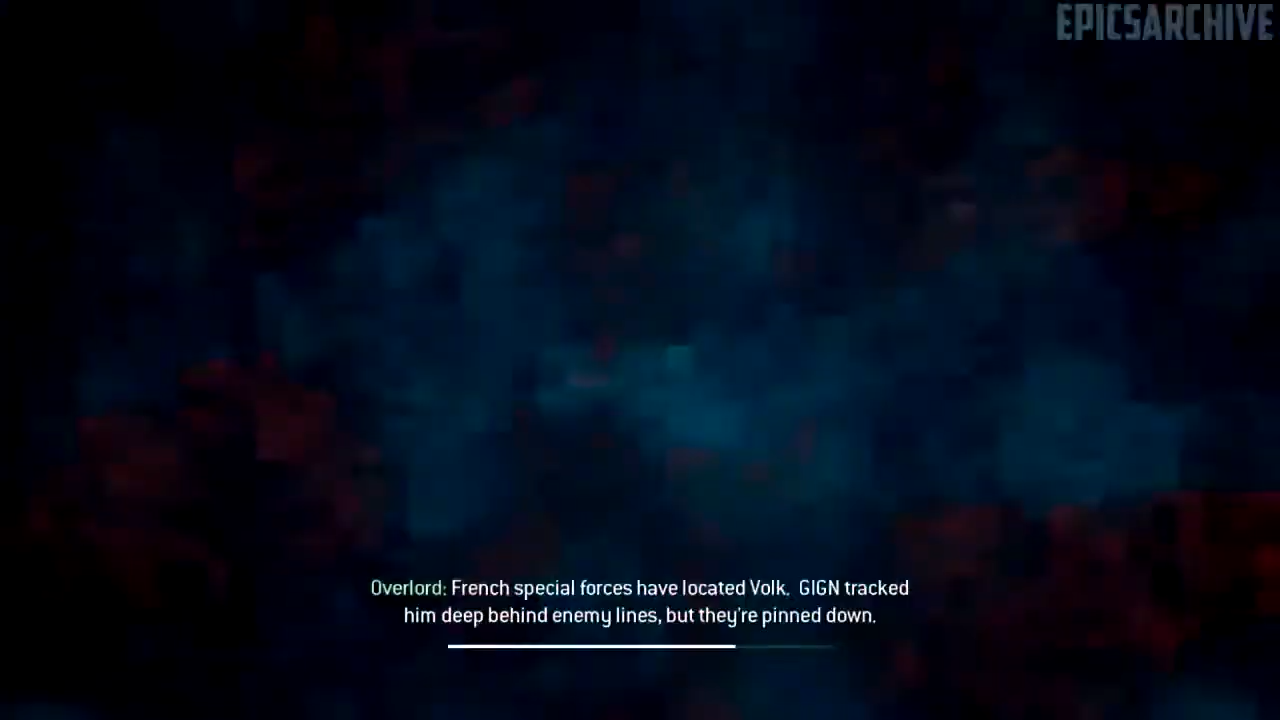 EPICSARCHIVE
Overlord: French special forces have located Volk.  GIGN tracked
him deep behind enemy lines, but they're pinned down.